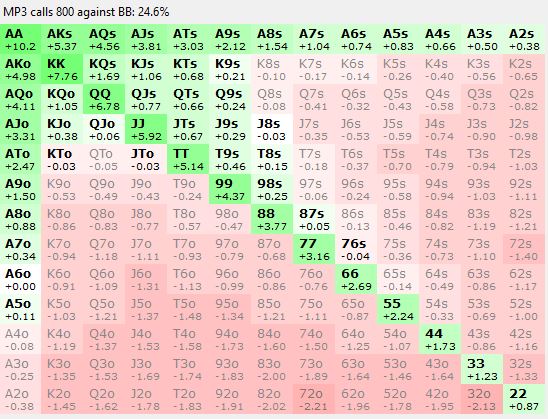 MP3 calls 800 against BB: 24.6%
AA AKs AQs AJs ATs A9s A8s A7s A6s A5s A4s A3s A2s
+10.2 +5.37 +4.56 +3.81 +3.03 +2.12 +1.54 +1.04 +0.74 +0.83 +0.66 +0.50 +0.38
AKo KK KQs KJs KTs K9s K8s K7s K6s K5s K4s K3s K2s
+4.98 +7.76 +1.69 +1.06 +0.68 +0.21 -0.10 -0.17 -0.14 -0.26 -0.40 -0.56 -0.65
AQo KQo QQ QJs QTs Q9s Q8s Q7s Q6s Q5s Q4s Q3s Q2s
+4.11 +1.05 +6.78 +0.77 +0.66 +0.24 -0.08 -0.41 -0.32 -0.43 -0.58 -0.73 -0.82
AJo KJo QJo JJ JTs J9s J8s J7s J6s J5s J4s J3s J2s
+3.31 +0.38 +0.06 +5.92 +0.67 +0.29 -0.03 -0.35 -0.53 -0.59 -0.74 -0.90 -0.98
ATo KTo QTo JTo TT T9s T8s T7s T6s T5s T4s T3s T2s
+2.47 -0.03 -0.05 -0.03 +5.14 +0.46 +0.15 -0.18 -0.37 -0.70 -0.79 -0.94 -1.03
A9o K9o Q9o J9o T9o 99 98s 97s 96s 95s 94s 93s 92s
+1.50 -0.53 -0.49 -0.43 -0.24 +4.37 +0.25 -0.06 -0.24 -0.58 -0.94 -1.03 -1.11
A8o K8o Q8o J8o T8o 98o 88 87s 86s 85s 84s 83s 82s
+0.88 -0.86 -0.83 -0.77 -0.57 -0.47 +3.77 +0.05 -0.13 -0.46 -0.82 -1.19 -1.21
A7o K7o Q7o J7o T7o 97o 87o 77 76s 75s 74s 73s 72s
+0.34 -0.94 -1.18 -1.11 -0.93 -0.79 -0.68 +3.16 -0.04 -0.36 -0.73 -1.10 -1.40
A6o K6o Q6o J6o T6o 96o 86o 76o 66 65s 64s 63s 62s
+0.00 -0.91 -1.09 -1.31 -1.13 -0.99 -0.86 -0.76 +2.69 -0.14 -0.49 -0.86 -1.17
A5o K5o Q5o J5o T5o 95o 85o 75o 65o 55 54s 53s 52s
+0.11 -1.03 -1.21 -1.37 -1.48 -1.34 -1.21 -1.11 -0.88 +2.24 -0.33 -0.69 -1.00
A4o K4o Q4o J4o T4o 94o 84o 74o 64o 54o 44 43s 42s
-0.08 -1.19 -1.37 -1.53 -1.58 -1.73 -1.60 -1.50 -1.25 -1.07 +1.73 -0.86 -1.16
A3o K3o Q3o J3o T3o 93o 83o 73o 63o 53o 43o 33 32s
-0.25 -1.35 -1.53 -1.69 -1.74 -1.83 -2.00 -1.89 -1.64 -1.46 -1.64 +1.23 -1.33
A2o K2o Q2o J2o T2o 92o 82o 72o 62o 52o 42o 32o 22
-0.38 -1.45 -1.62 -1.78 -1.83 -1.91 -2.02 -2.21 -1.96 -1.78 -1.95 -2.13 +0.87